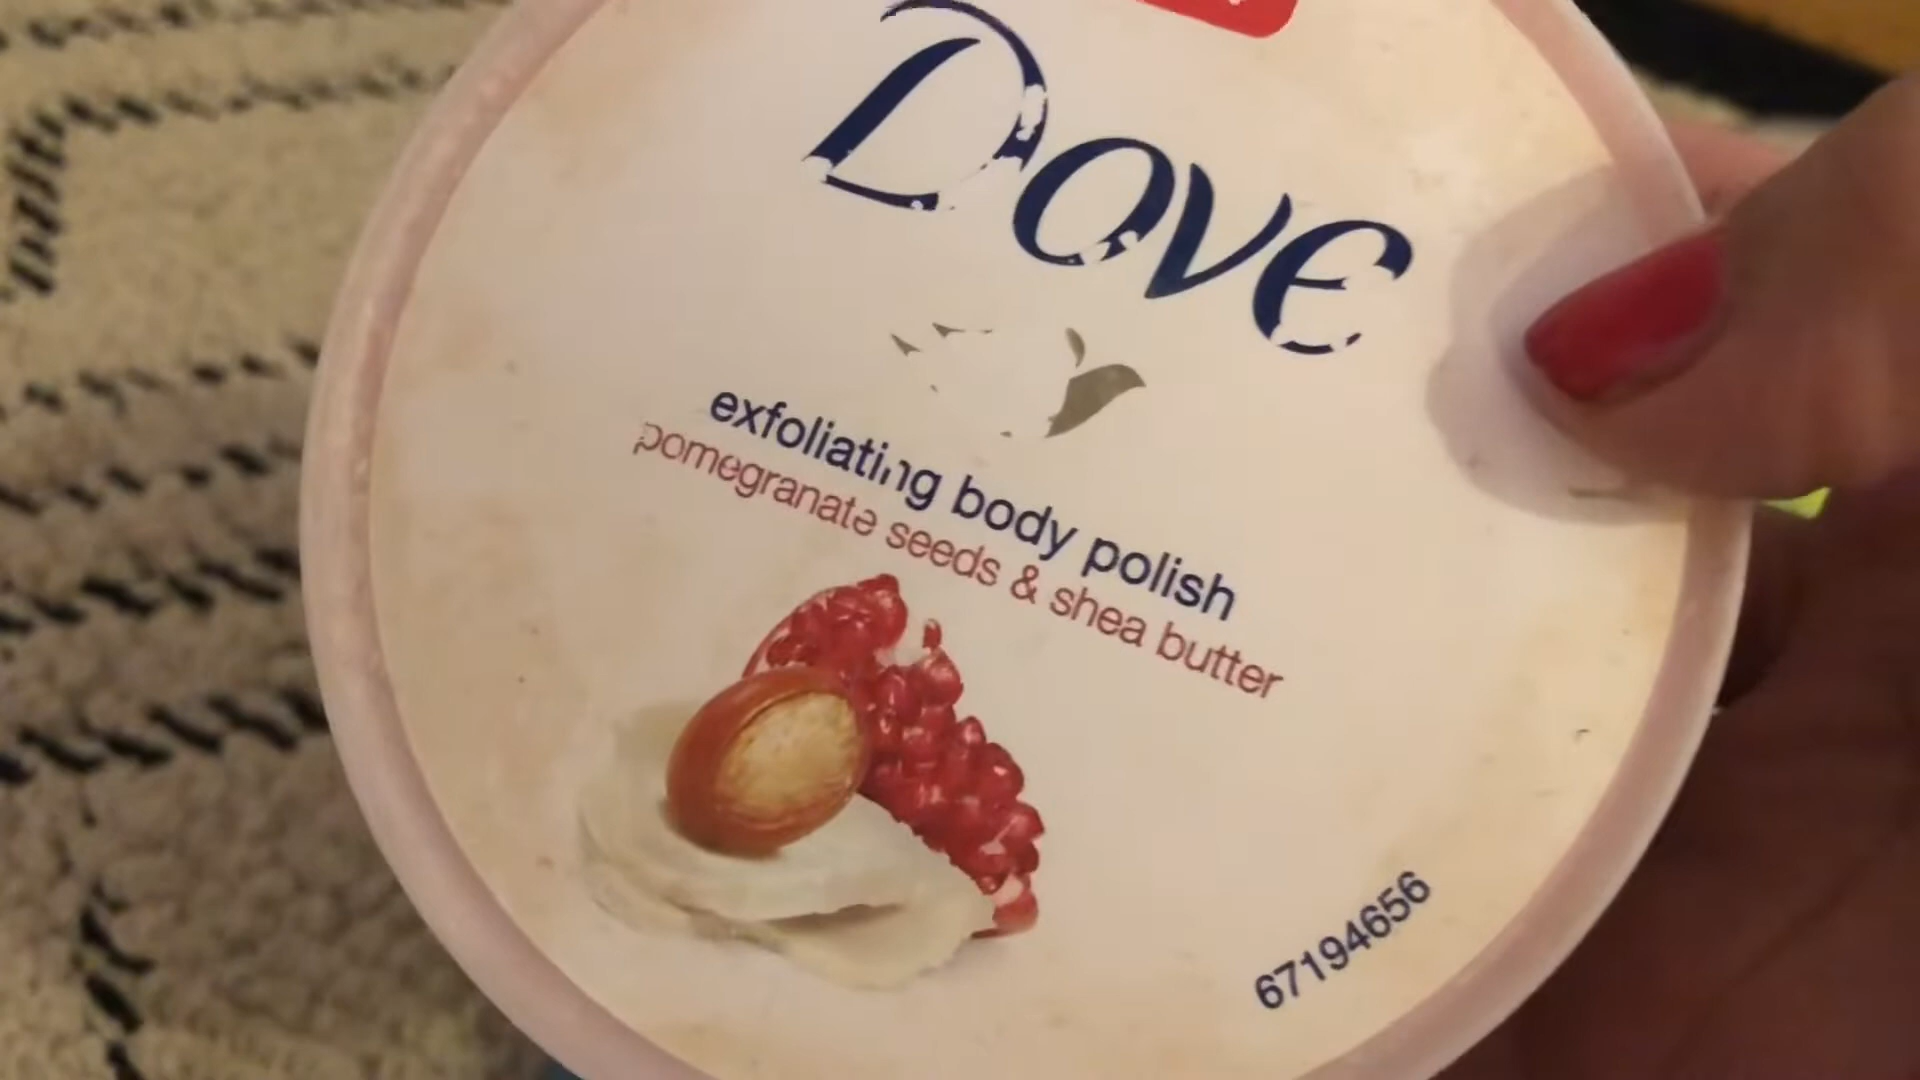 Dove
exfoliating body polish
pomegranate seeds & shea butter
67194656